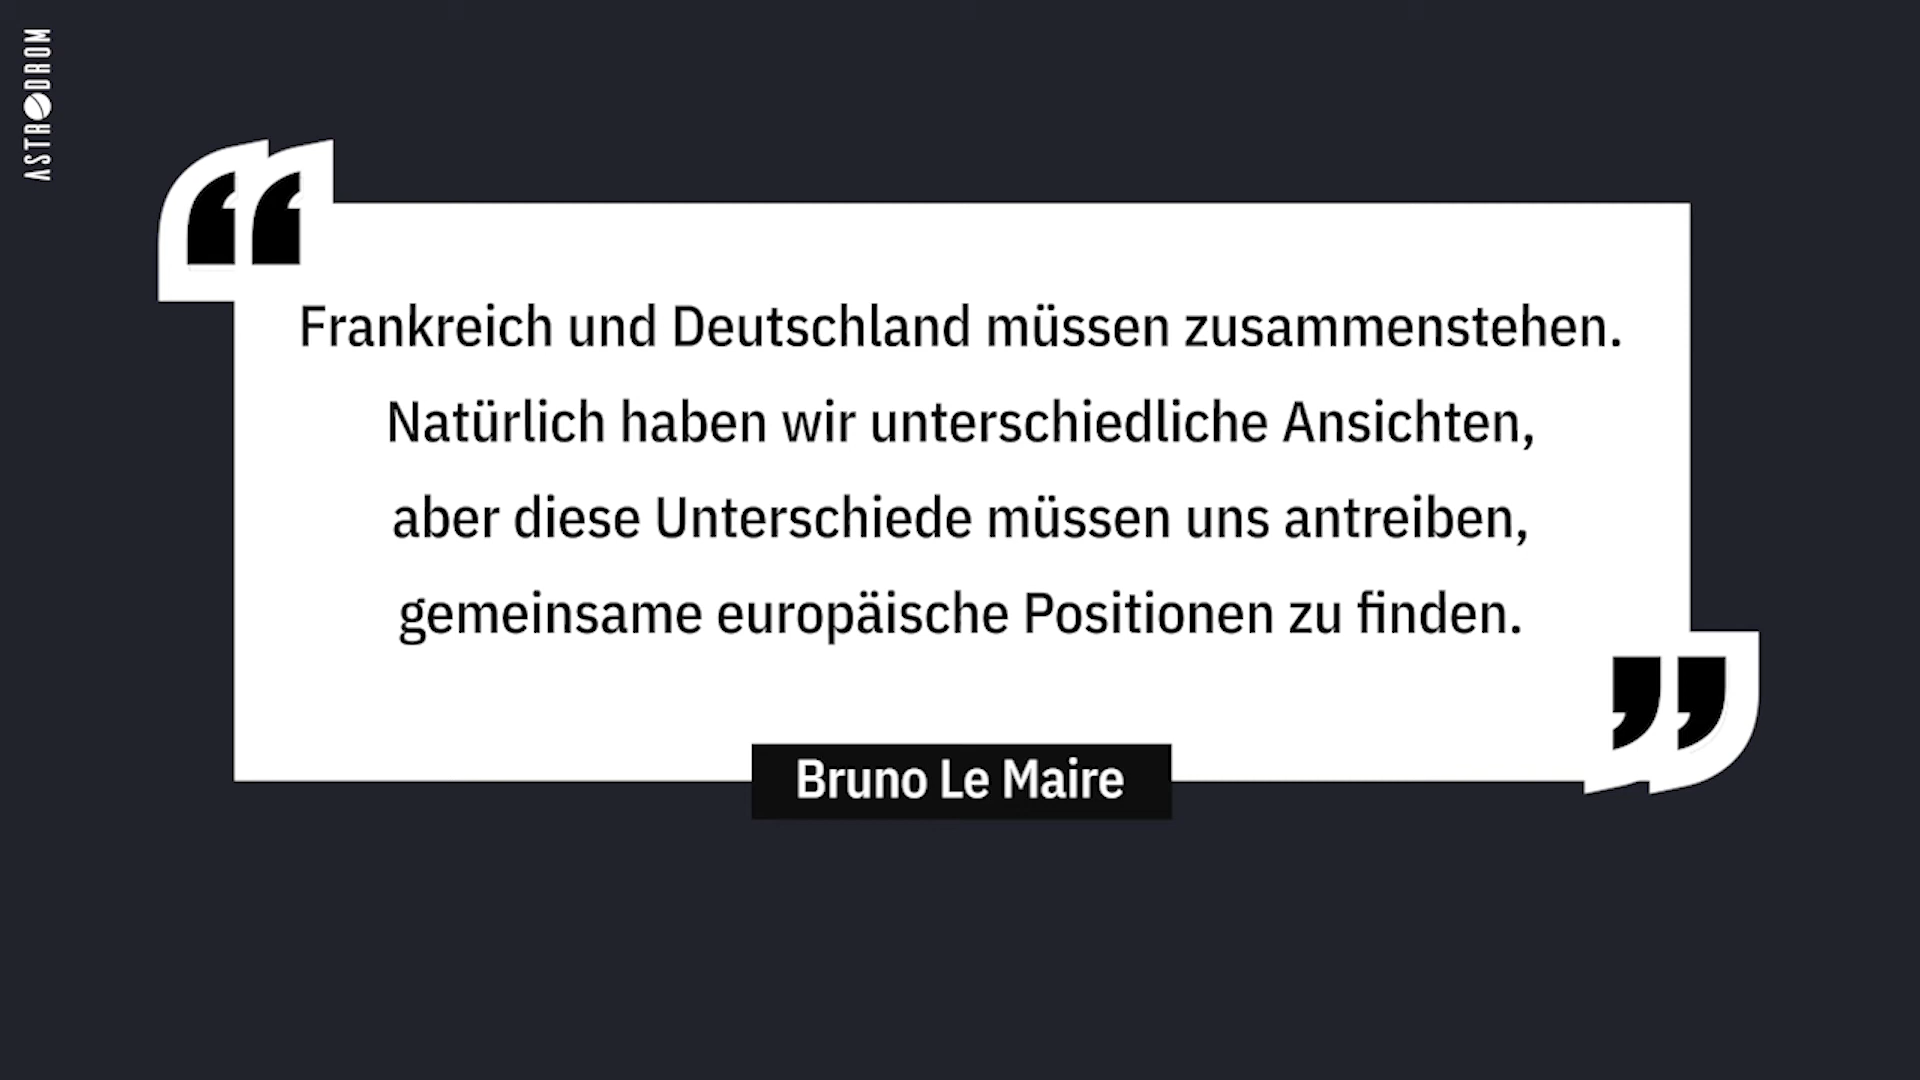 ASTRODROM
Frankreich und Deutschland müssen zusammenstehen.
Natürlich haben wir unterschiedliche Ansichten,
aber diese Unterschiede müssen uns antreiben,
gemeinsame europäische Positionen zu finden.
Bruno Le Maire